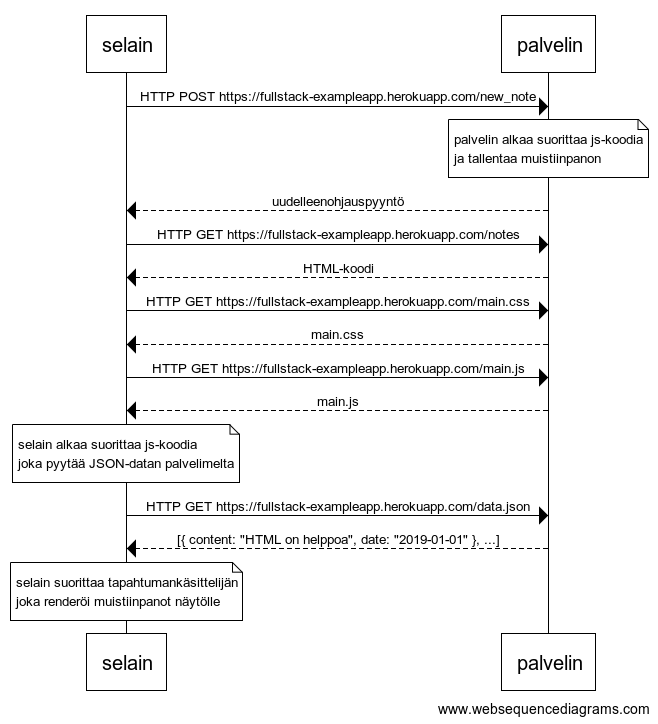 selain
palvelin
HTTP POST https://fullstack-exampleapp.herokuapp.com/new_note
palvelin alkaa suorittaa js-koodia
ja tallentaa muistiinpanon
uudelleenohjauspyyntö
HTTP GET https://fullstack-exampleapp.herokuapp.com/notes
HTML-koodi
HTTP GET https://fullstack-exampleapp.herokuapp.com/main.css
main.css
HTTP GET https://fullstack-exampleapp.herokuapp.com/main.js
main.js
selain alkaa suorittaa js-koodia
joka pyytää JSON-datan palvelimelta
HTTP GET https://fullstack-exampleapp.herokuapp.com/data.json
[{ content: "HTML on helppoa", date: "2019-01-01" }, ...]
selain suorittaa tapahtumankäsittelijän
joka renderöi muistiinpanot näytölle
selain
palvelin
www.websequencediagrams.com